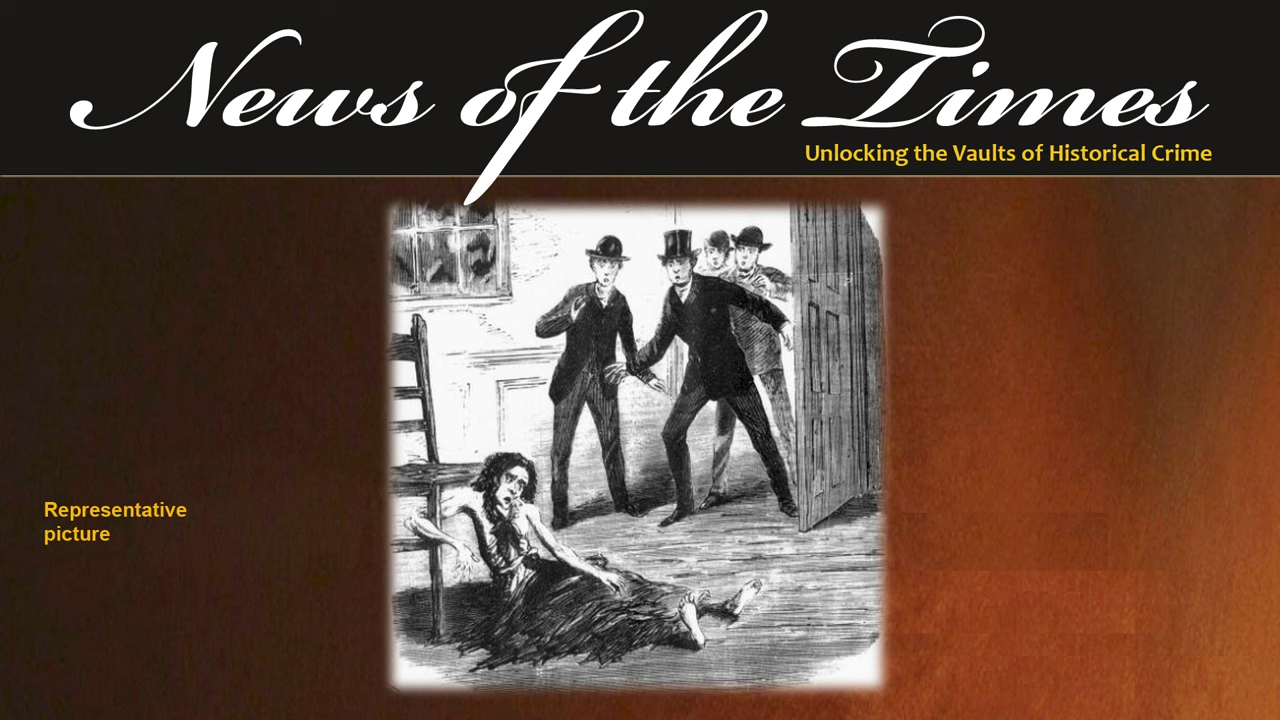 News of the Times
Unlocking the Vaults of Historical Crime
Representative
picture